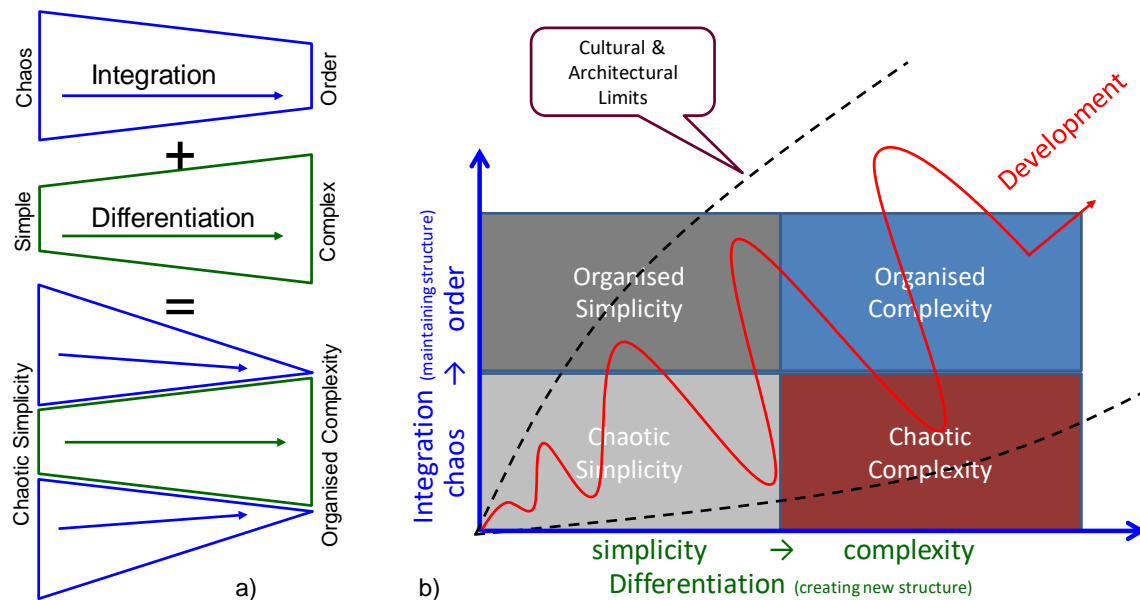 Chaos
Integration
Order
+
Simple
Differentiation
Complex
=
Chaotic Simplicity
Organised Complexity
a)
Cultural &
Architectural
Limits
Development
Integration (maintaining structure)
chaos → order
Organised
Simplicity
Organised
Complexity
Chaotic
Simplicity
Chaotic
Complexity
simplicity → complexity
b)
Differentiation (creating new structure)